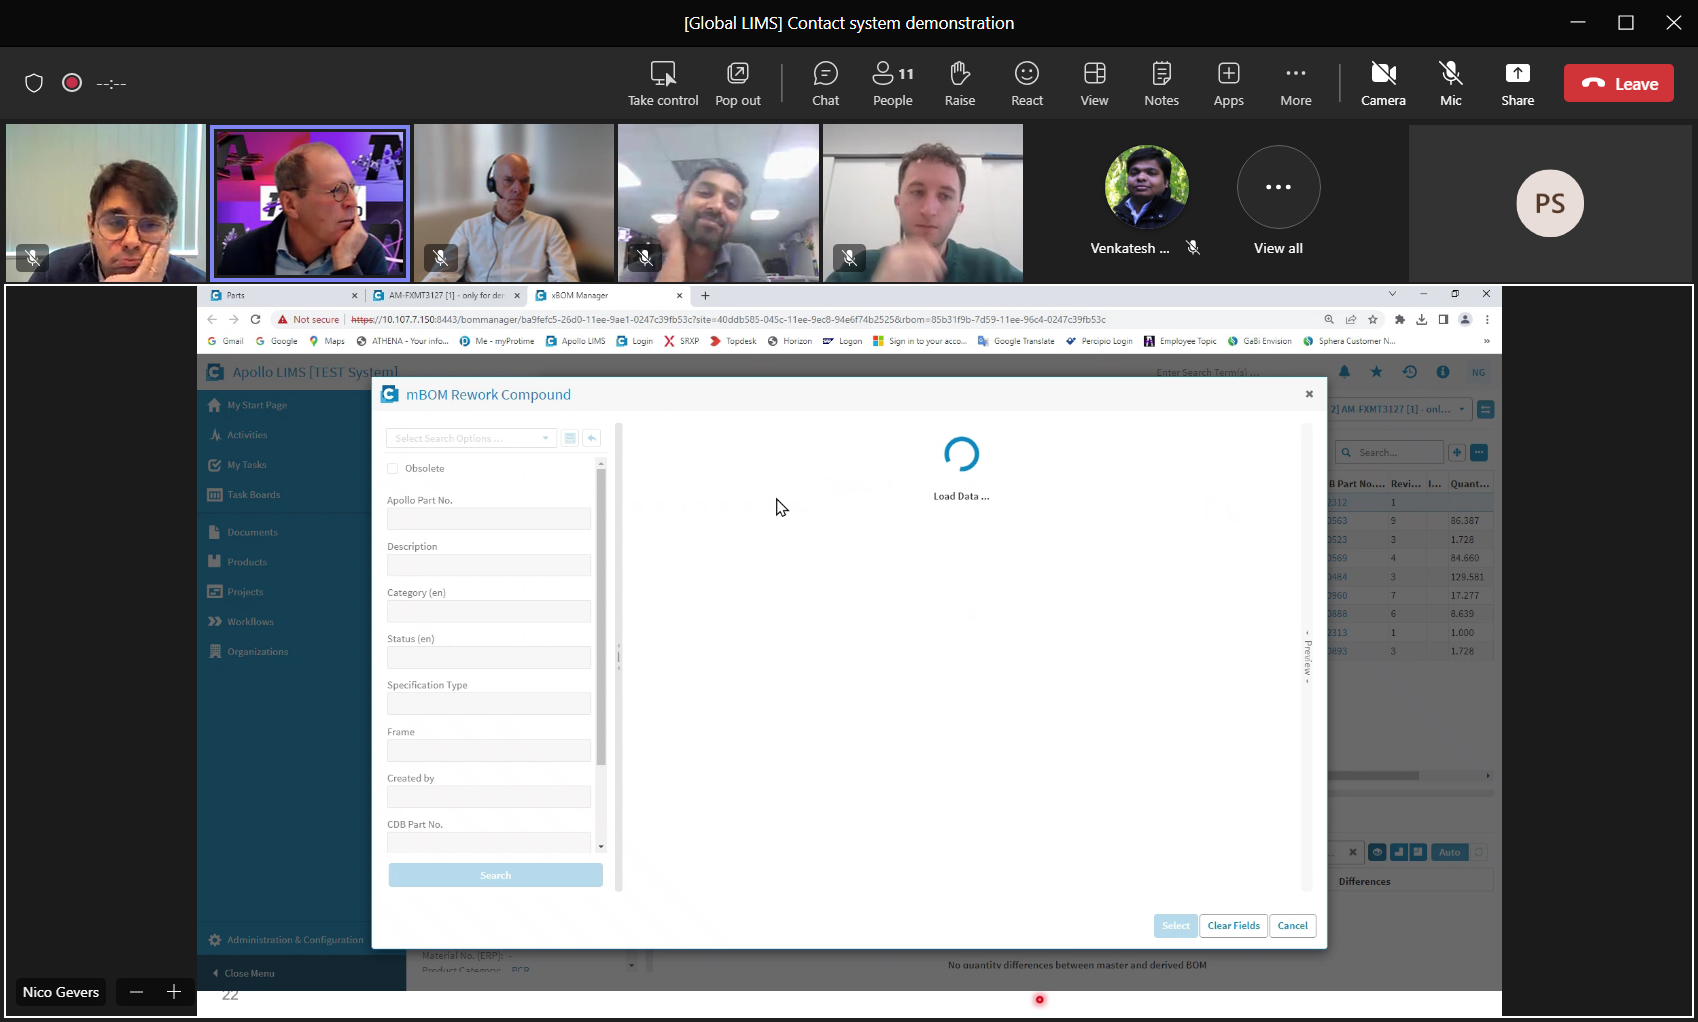 [Global LIMS] Contact system demonstration
--:--
Take control
Pop out
Chat
People
11
Raise
React
View
Notes
Apps
More
Camera
Mic
Share
Leave
Venkatesh ...
View all
PS
Parts
AM-FXMT3127 [1] - only for der
xBOM Manager
Not secure
https://10.107.7.150:8443/bommanager/ba9fefc5-26d0-11ee-9ae1-0247c39fb53c?site=40ddb585-045c-11ee-9ec8-94e6f74b2525&rbom=85b31f9b-7d59-11ee-96c4-0247c39fb53c
Gmail
Google
Maps
ATHENA - Your info...
Me - myProtime
Apollo LIMS
Login
SRXP
Topdesk
Horizon
Logon
Sign in to your acco...
Google Translate
Percipio Login
Employee Topic
GaBi Envision
Sphera Customer N...
»
Apollo LIMS [TEST System]
Enter Search Term(s) ...
NG
My Start Page
Activities
My Tasks
Task Boards
Documents
Products
Projects
Workflows
Organizations
Administration & Configuration
Close Menu
mBOM Rework Compound
Select Search Options ...
Obsolete
Apollo Part No.
Description
Category (en)
Status (en)
Specification Type
Frame
Created by
CDB Part No.
Search
Load Data ...
Preview
Select
Clear Fields
Cancel
2] AM-FXMT3127 [1] - onl...
Search...
B Part No.... Revi... I... Quant...
2312 1
0563 9 86.387
0523 3 1.728
0569 4 84.660
0484 3 129.581
0960 7 17.277
0888 6 8.639
2313 1 1.000
0893 3 1.728
Auto
Differences
Material No. (ERP): -
Product Category: PCR
No quantity differences between master and derived BOM
Nico Gevers
22